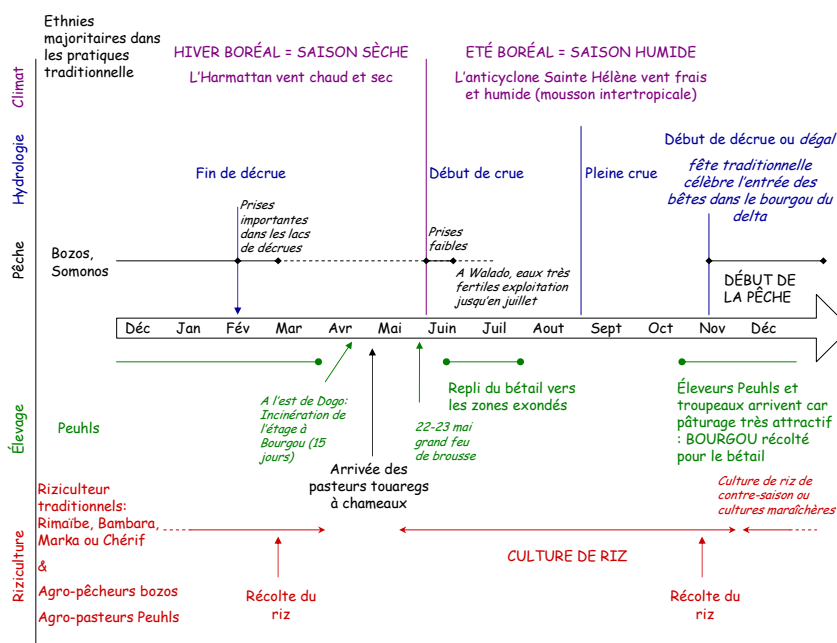 Ethnies
majoritaires dans
les pratiques
traditionnelle
HIVER BORÉAL = SAISON SÈCHE
L'Harmattan vent chaud et sec
ETÉ BORÉAL = SAISON HUMIDE
L'anticyclone Sainte Hélène vent frais
et humide (mousson intertropicale)
Climat
Hydrologie
Fin de décrue
Début de crue
Pleine crue
Début de décrue ou dégal
fête traditionnelle
célèbre l'entrée des
bêtes dans le bourgou du
delta
Pêche
Bozos,
Somonos
Prises
importantes
dans les lacs
de décrues
Prises
faibles
A Walado, eaux très
fertiles exploitation
jusqu'en juillet
DÉBUT DE
LA PÊCHE
Déc Jan Fév Mar Avr Mai Juin Juil Aout Sept Oct Nov Déc
Élevage
Peuhls
A l'est de Dogo:
Incinération de
l'étage à
Bourgou (15
jours)
Arrivée des
pasteurs touaregs
à chameaux
22-23 mai
grand feu
de brousse
Repli du bétail vers
les zones exondés
Éleveurs Peuhls et
troupeaux arrivent car
pâturage très attractif
: BOURGOU récolté
pour le bétail
Riziculture
Riziculteur
traditionnels:
Rimaïbe, Bambara,
Marka ou Chérif
&
Agro-pêcheurs bozos
Agro-pasteurs Peuhls
Récolte du
riz
CULTURE DE RIZ
Récolte du
riz
Culture de riz de
contre-saison ou
cultures maraîchères